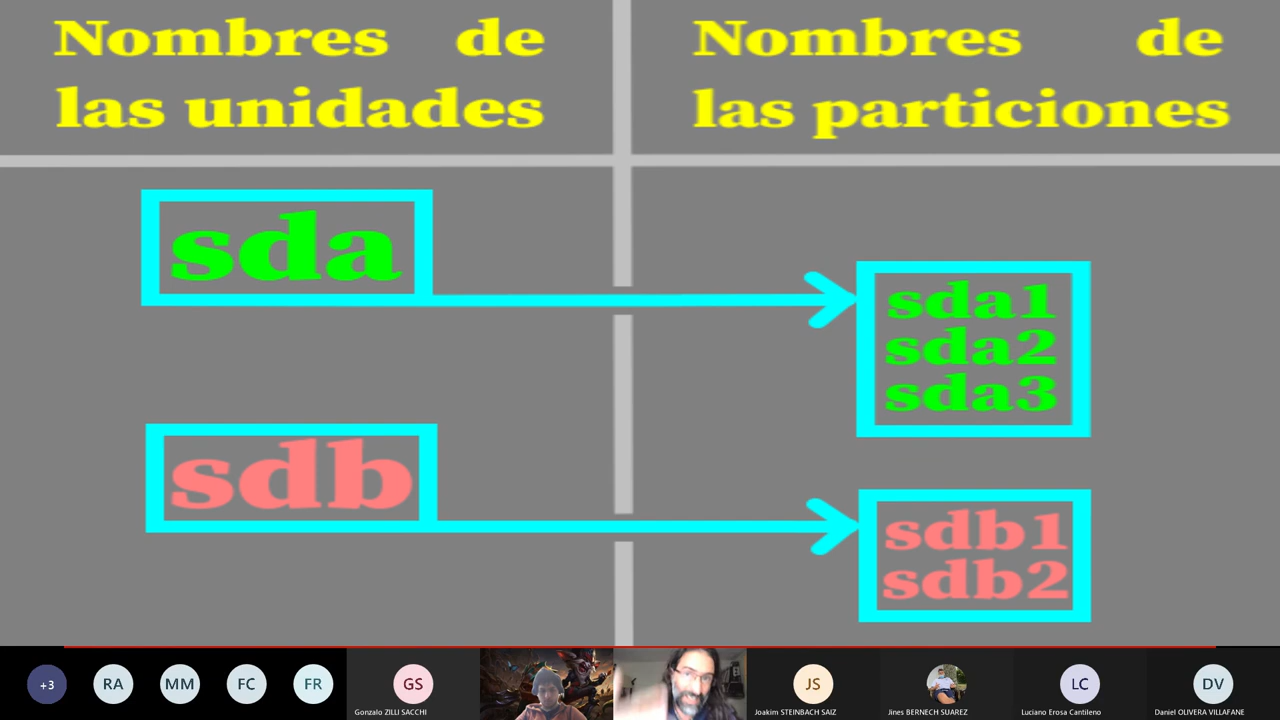 Nombres de
las unidades
Nombres de
las particiones
sda
sda1
sda2
sda3
sdb
sdb1
sdb2
+3
RA
MM
FC
FR
GS
Gonzalo ZILLI SACCHI
JS
Joakim STEINBACH SAIZ
Jines BERNECH SUAREZ
LC
Luciano Erosa Cantileno
DV
Daniel OLIVERA VILLAFANE